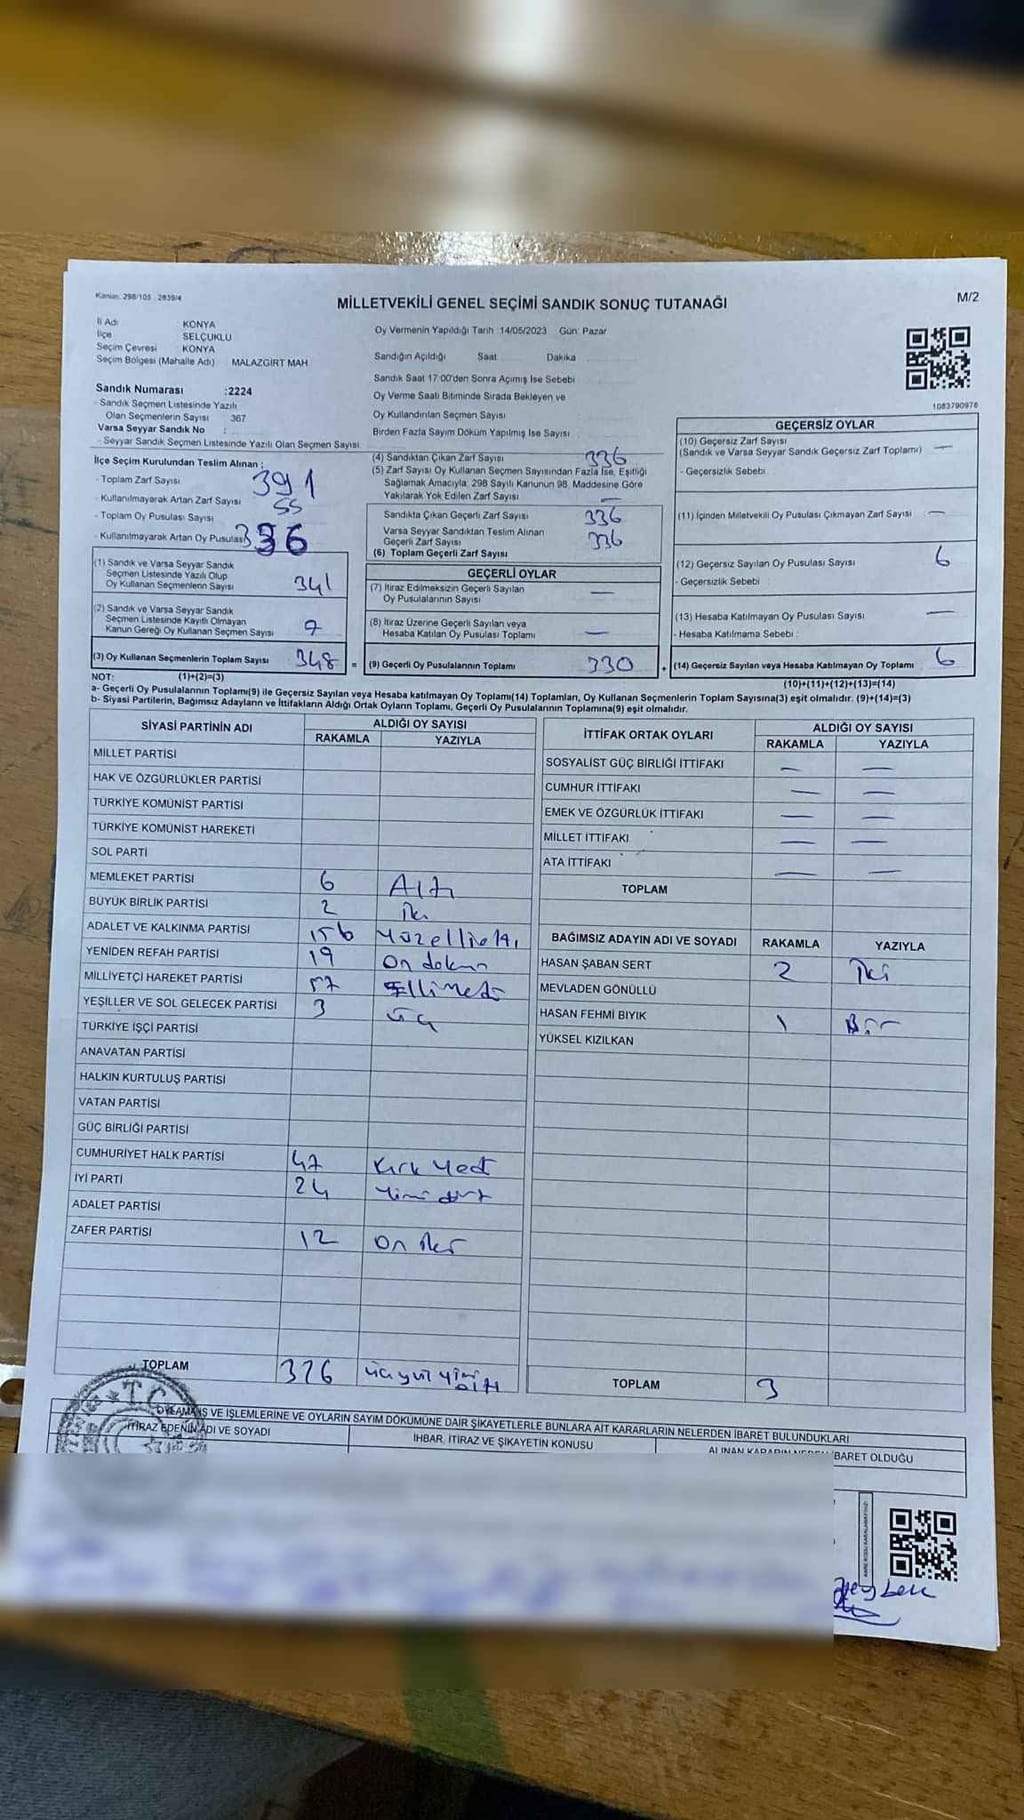 Kanun: 298/105 , 2839/4
MİLLETVEKİLİ GENEL SEÇİMİ SANDIK SONUÇ TUTANAĞI
M/2
İl Adı KONYA
İlçe SELÇUKLU
Seçim Çevresi KONYA
Seçim Bölgesi (Mahalle Adı) MALAZGİRT MAH
Sandık Numarası :2224
- Sandık Seçmen Listesinde Yazılı
Olan Seçmenlerin Sayısı 367
Varsa Seyyar Sandık No :
- Seyyar Sandık Seçmen Listesinde Yazılı Olan Seçmen Sayısı
İlçe Seçim Kurulundan Teslim Alınan ;
- Toplam Zarf Sayısı 391
- Kullanılmayarak Artan Zarf Sayısı 55
- Toplam Oy Pusulası Sayısı
- Kullanılmayarak Artan Oy Pusulası
(1) Sandık ve Varsa Seyyar Sandık
Seçmen Listesinde Yazılı Olup
Oy Kullanan Seçmenlerin Sayısı 341
(2) Sandık ve Varsa Seyyar Sandık
Seçmen Listesinde Kayıtlı Olmayan
Kanun Gereği Oy Kullanan Seçmen Sayısı 7
(3) Oy Kullanan Seçmenlerin Toplam Sayısı 348 =
Oy Vermenin Yapıldığı Tarih :14/05/2023 Gün: Pazar
Sandığın Açıldığı Saat Dakika
Sandık Saat 17:00'den Sonra Açımış İse Sebebi
Oy Verme Saati Bitiminde Sırada Bekleyen ve
Oy Kullandırılan Seçmen Sayısı
Birden Fazla Sayım Döküm Yapılmış İse Sayısı :
(4) Sandıktan Çıkan Zarf Sayısı 336
(5) Zarf Sayısı Oy Kullanan Seçmen Sayısından Fazla İse, Eşitliği
Sağlamak Amacıyla, 298 Sayılı Kanunun 98. Maddesine Göre
Yakılarak Yok Edilen Zarf Sayısı —
Sandıkta Çıkan Geçerli Zarf Sayısı 336
Varsa Seyyar Sandıktan Teslim Alınan
Geçerli Zarf Sayısı 336
(6) Toplam Geçerli Zarf Sayısı
GEÇERLİ OYLAR
(7) İtiraz Edilmeksizin Geçerli Sayılan
Oy Pusulalarının Sayısı —
(8) İtiraz Üzerine Geçerli Sayılan veya
Hesaba Katılan Oy Pusulası Toplamı —
(9) Geçerli Oy Pusulalarının Toplamı 330 +
1083790976
GEÇERSİZ OYLAR
(10) Geçersiz Zarf Sayısı
(Sandık ve Varsa Seyyar Sandık Geçersiz Zarf Toplamı) —
- Geçersizlik Sebebi
(11) İçinden Milletvekili Oy Pusulası Çıkmayan Zarf Sayısı —
(12) Geçersiz Sayılan Oy Pusulası Sayısı 6
- Geçersizlik Sebebi :
(13) Hesaba Katılmayan Oy Pusulası Sayısı —
- Hesaba Katılmama Sebebi :
(14) Geçersiz Sayılan veya Hesaba Katılmayan Oy Toplamı 6
NOT: (1)+(2)=(3) (10)+(11)+(12)+(13)=(14)
a- Geçerli Oy Pusulalarının Toplamı(9) ile Geçersiz Sayılan veya Hesaba katılmayan Oy Toplamı(14) Toplamları, Oy Kullanan Seçmenlerin Toplam Sayısına(3) eşit olmalıdır. (9)+(14)=(3)
b- Siyasi Partilerin, Bağımsız Adayların ve İttifakların Aldığı Ortak Oyların Toplamı, Geçerli Oy Pusulalarının Toplamına(9) eşit olmalıdır.
SİYASİ PARTİNİN ADI ALDIĞI OY SAYISI
RAKAMLA YAZIYLA
MİLLET PARTİSİ
HAK VE ÖZGÜRLÜKLER PARTİSİ
TÜRKİYE KOMÜNİST PARTİSİ
TÜRKİYE KOMÜNİST HAREKETİ
SOL PARTİ
MEMLEKET PARTİSİ 6 Altı
BÜYÜK BİRLİK PARTİSİ 2 iki
ADALET VE KALKINMA PARTİSİ 156 Yüzellialtı
YENİDEN REFAH PARTİSİ 19 On dokuz
MİLLİYETÇİ HAREKET PARTİSİ 57 Elliyedi
YEŞİLLER VE SOL GELECEK PARTİSİ 3 üç
TÜRKİYE İŞÇİ PARTİSİ
ANAVATAN PARTİSİ
HALKIN KURTULUŞ PARTİSİ
VATAN PARTİSİ
GÜÇ BİRLİĞİ PARTİSİ
CUMHURİYET HALK PARTİSİ 47 Kırk Yedi
İYİ PARTİ 24 Yirmi dört
ADALET PARTİSİ
ZAFER PARTİSİ 12 On iki
TOPLAM 326 üçyüz yirmi altı
İTTİFAK ORTAK OYLARI ALDIĞI OY SAYISI
RAKAMLA YAZIYLA
SOSYALİST GÜÇ BİRLİĞİ İTTİFAKI — —
CUMHUR İTTİFAKI — —
EMEK VE ÖZGÜRLÜK İTTİFAKI — —
MİLLET İTTİFAKI — —
ATA İTTİFAKI — —
TOPLAM
BAĞIMSIZ ADAYIN ADI VE SOYADI RAKAMLA YAZIYLA
HASAN ŞABAN SERT 2 İki
MEVLADEN GÖNÜLLÜ
HASAN FEHMİ BIYIK 1 Bir
YÜKSEL KIZILKAN
TOPLAM 3
T.C.
OYLAMA İŞ VE İŞLEMLERİNE VE OYLARIN SAYIM DÖKÜMÜNE DAİR ŞİKAYETLERLE BUNLARA AİT KARARLARIN NELERDEN İBARET BULUNDUKLARI
İTİRAZ EDENİN ADI VE SOYADI İHBAR, İTİRAZ VE ŞİKAYETİN KONUSU ALINAN KARARIN NEDEN İBARET OLDUĞU